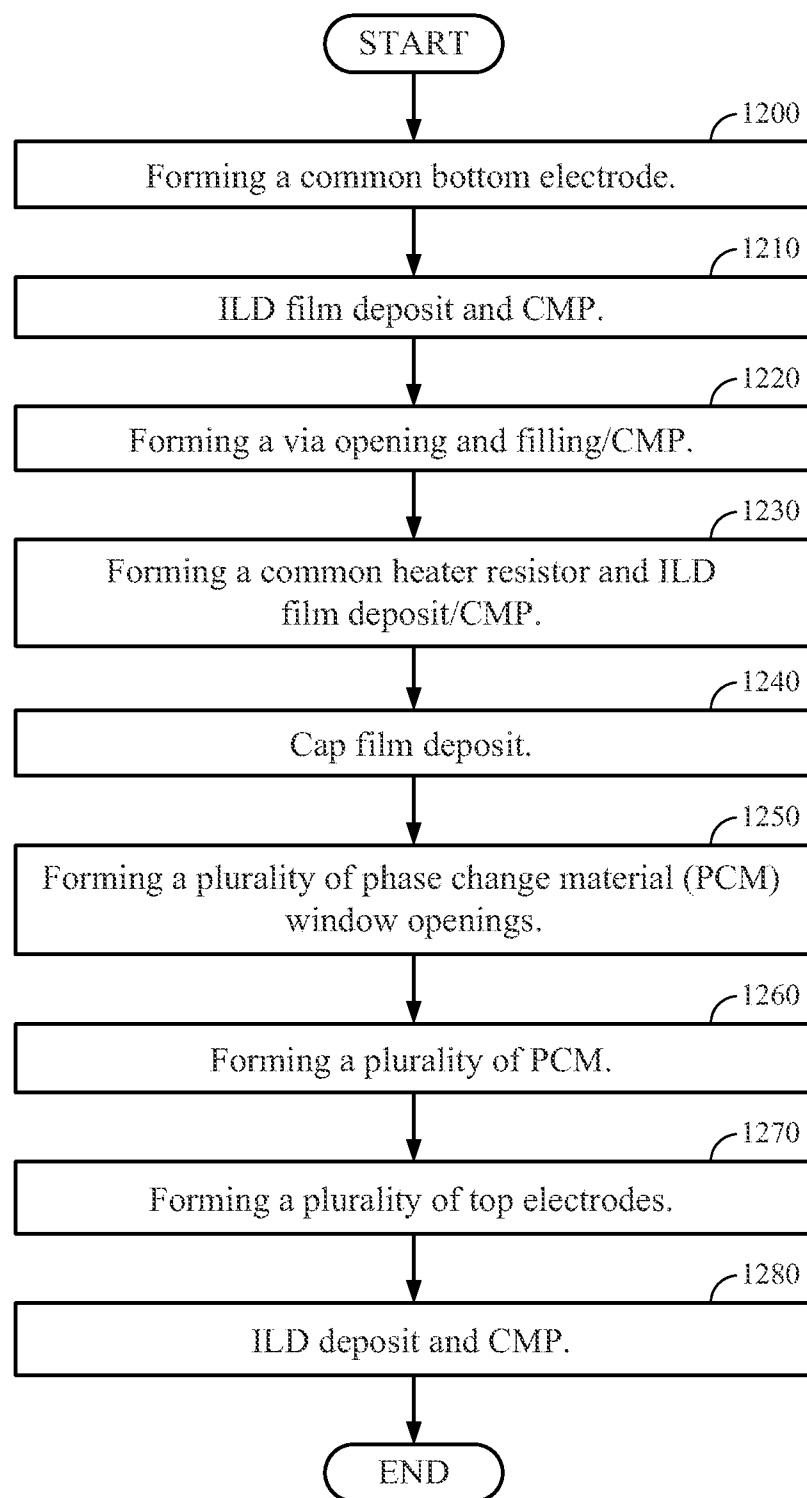 START
1200
Forming a common bottom electrode.
1210
ILD film deposit and CMP.
1220
Forming a via opening and filling/CMP.
1230
Forming a common heater resistor and ILD
film deposit/CMP.
1240
Cap film deposit.
1250
Forming a plurality of phase change material (PCM)
window openings.
1260
Forming a plurality of PCM.
1270
Forming a plurality of top electrodes.
1280
ILD deposit and CMP.
END